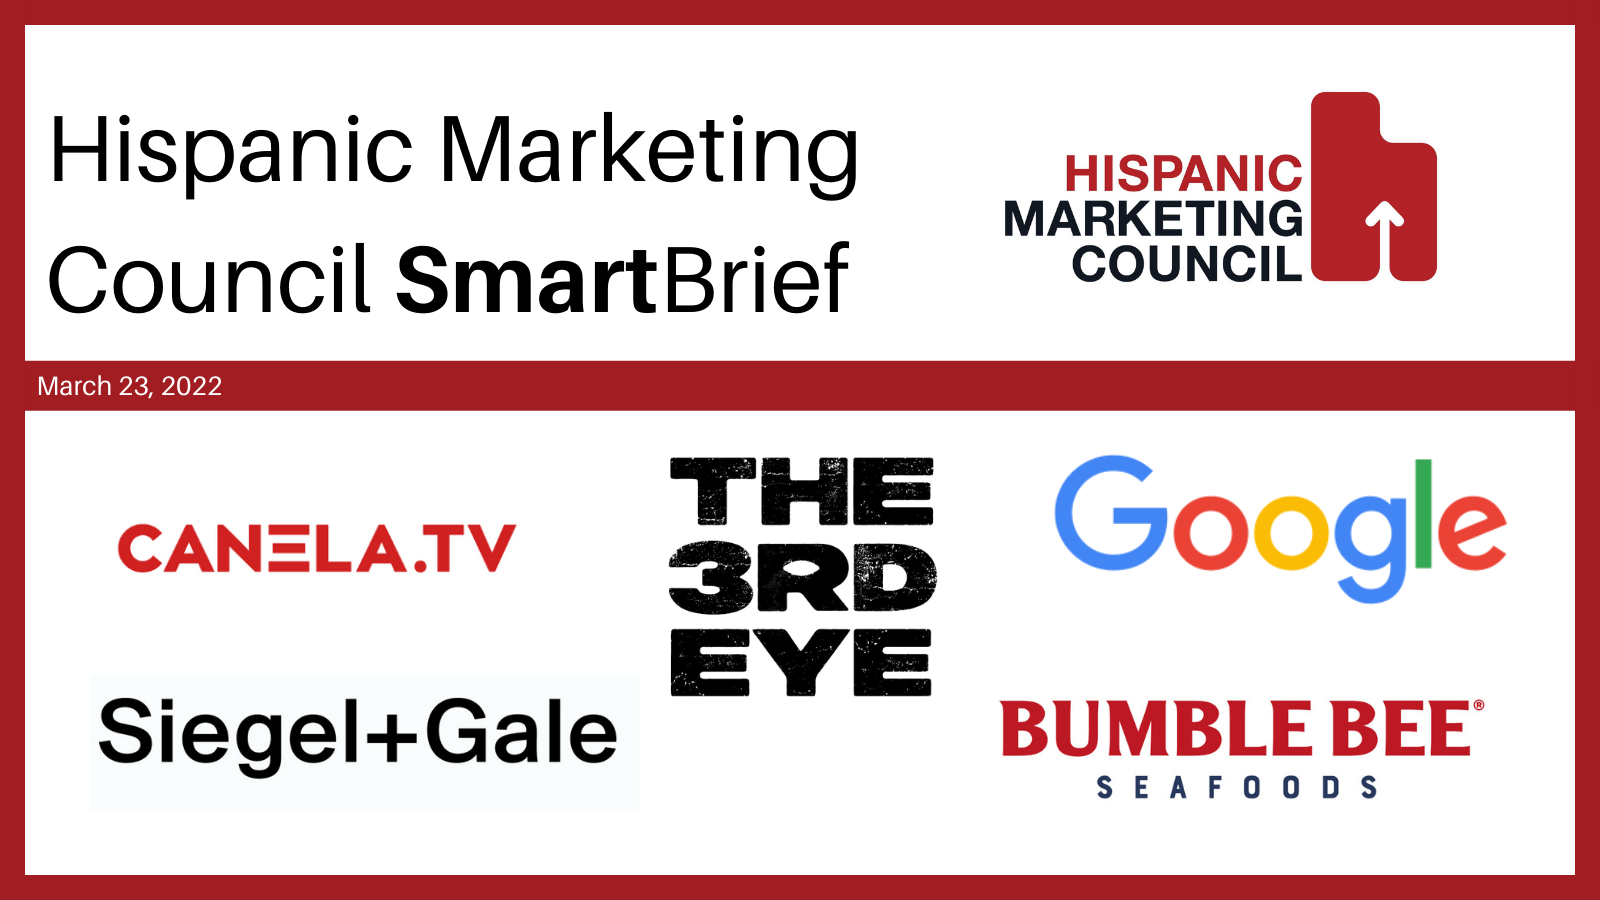 Hispanic Marketing
Council SmartBrief
HISPANIC
MARKETING
COUNCIL
March 23, 2022
CANELA.TV
THE
3RD
EYE
Google
Siegel+Gale
BUMBLE BEE®
SEAFOODS